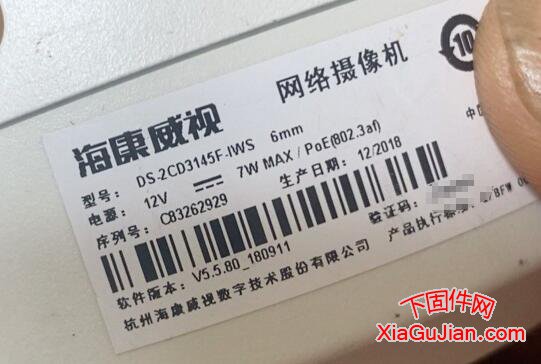 海康威视 网络摄像机
10
型号: DS-2CD3145F-IWS 6mm
电源: 12V 7W MAX / PoE(802.3af)
序列号: C83262929 生产日期: 12/2018
中
验证码:
产品执行标准:
软件版本: V5.5.80_180911
杭州海康威视数字技术股份有限公司
下固件网
XiaGuJian.com